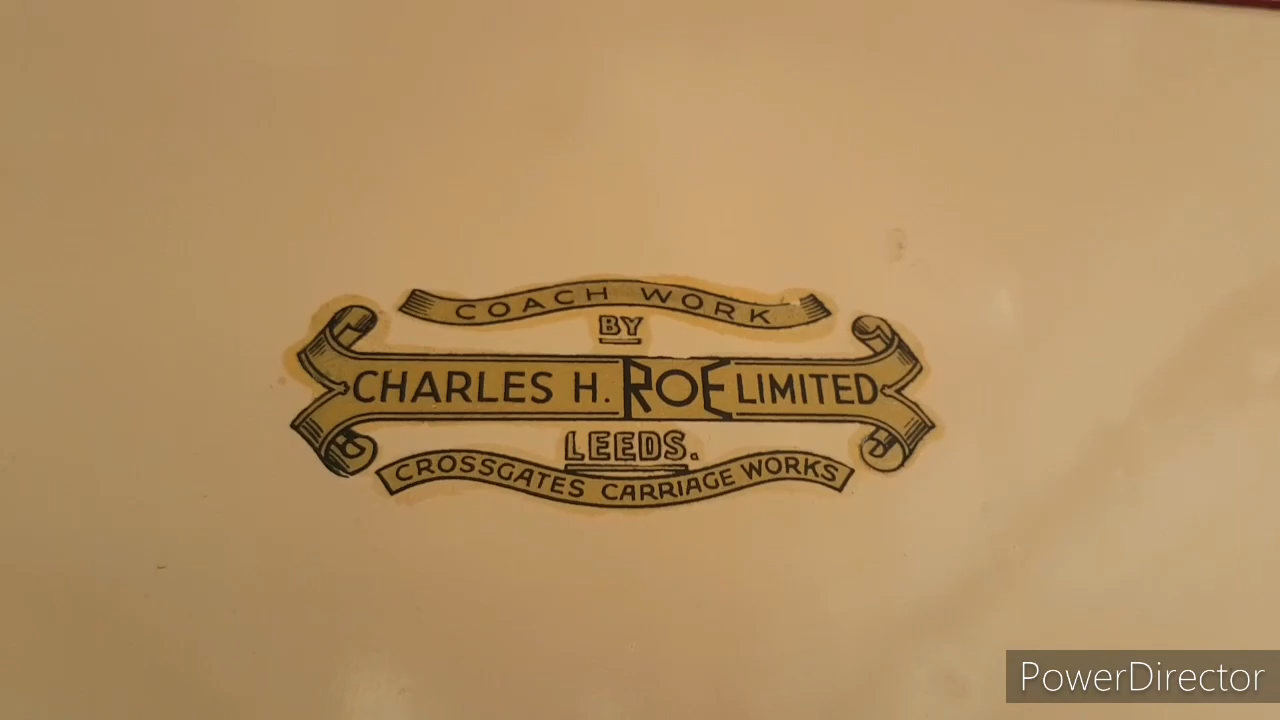 COACH WORK
BY
CHARLES H. ROE LIMITED
LEEDS.
CROSSGATES CARRIAGE WORKS
PowerDirector